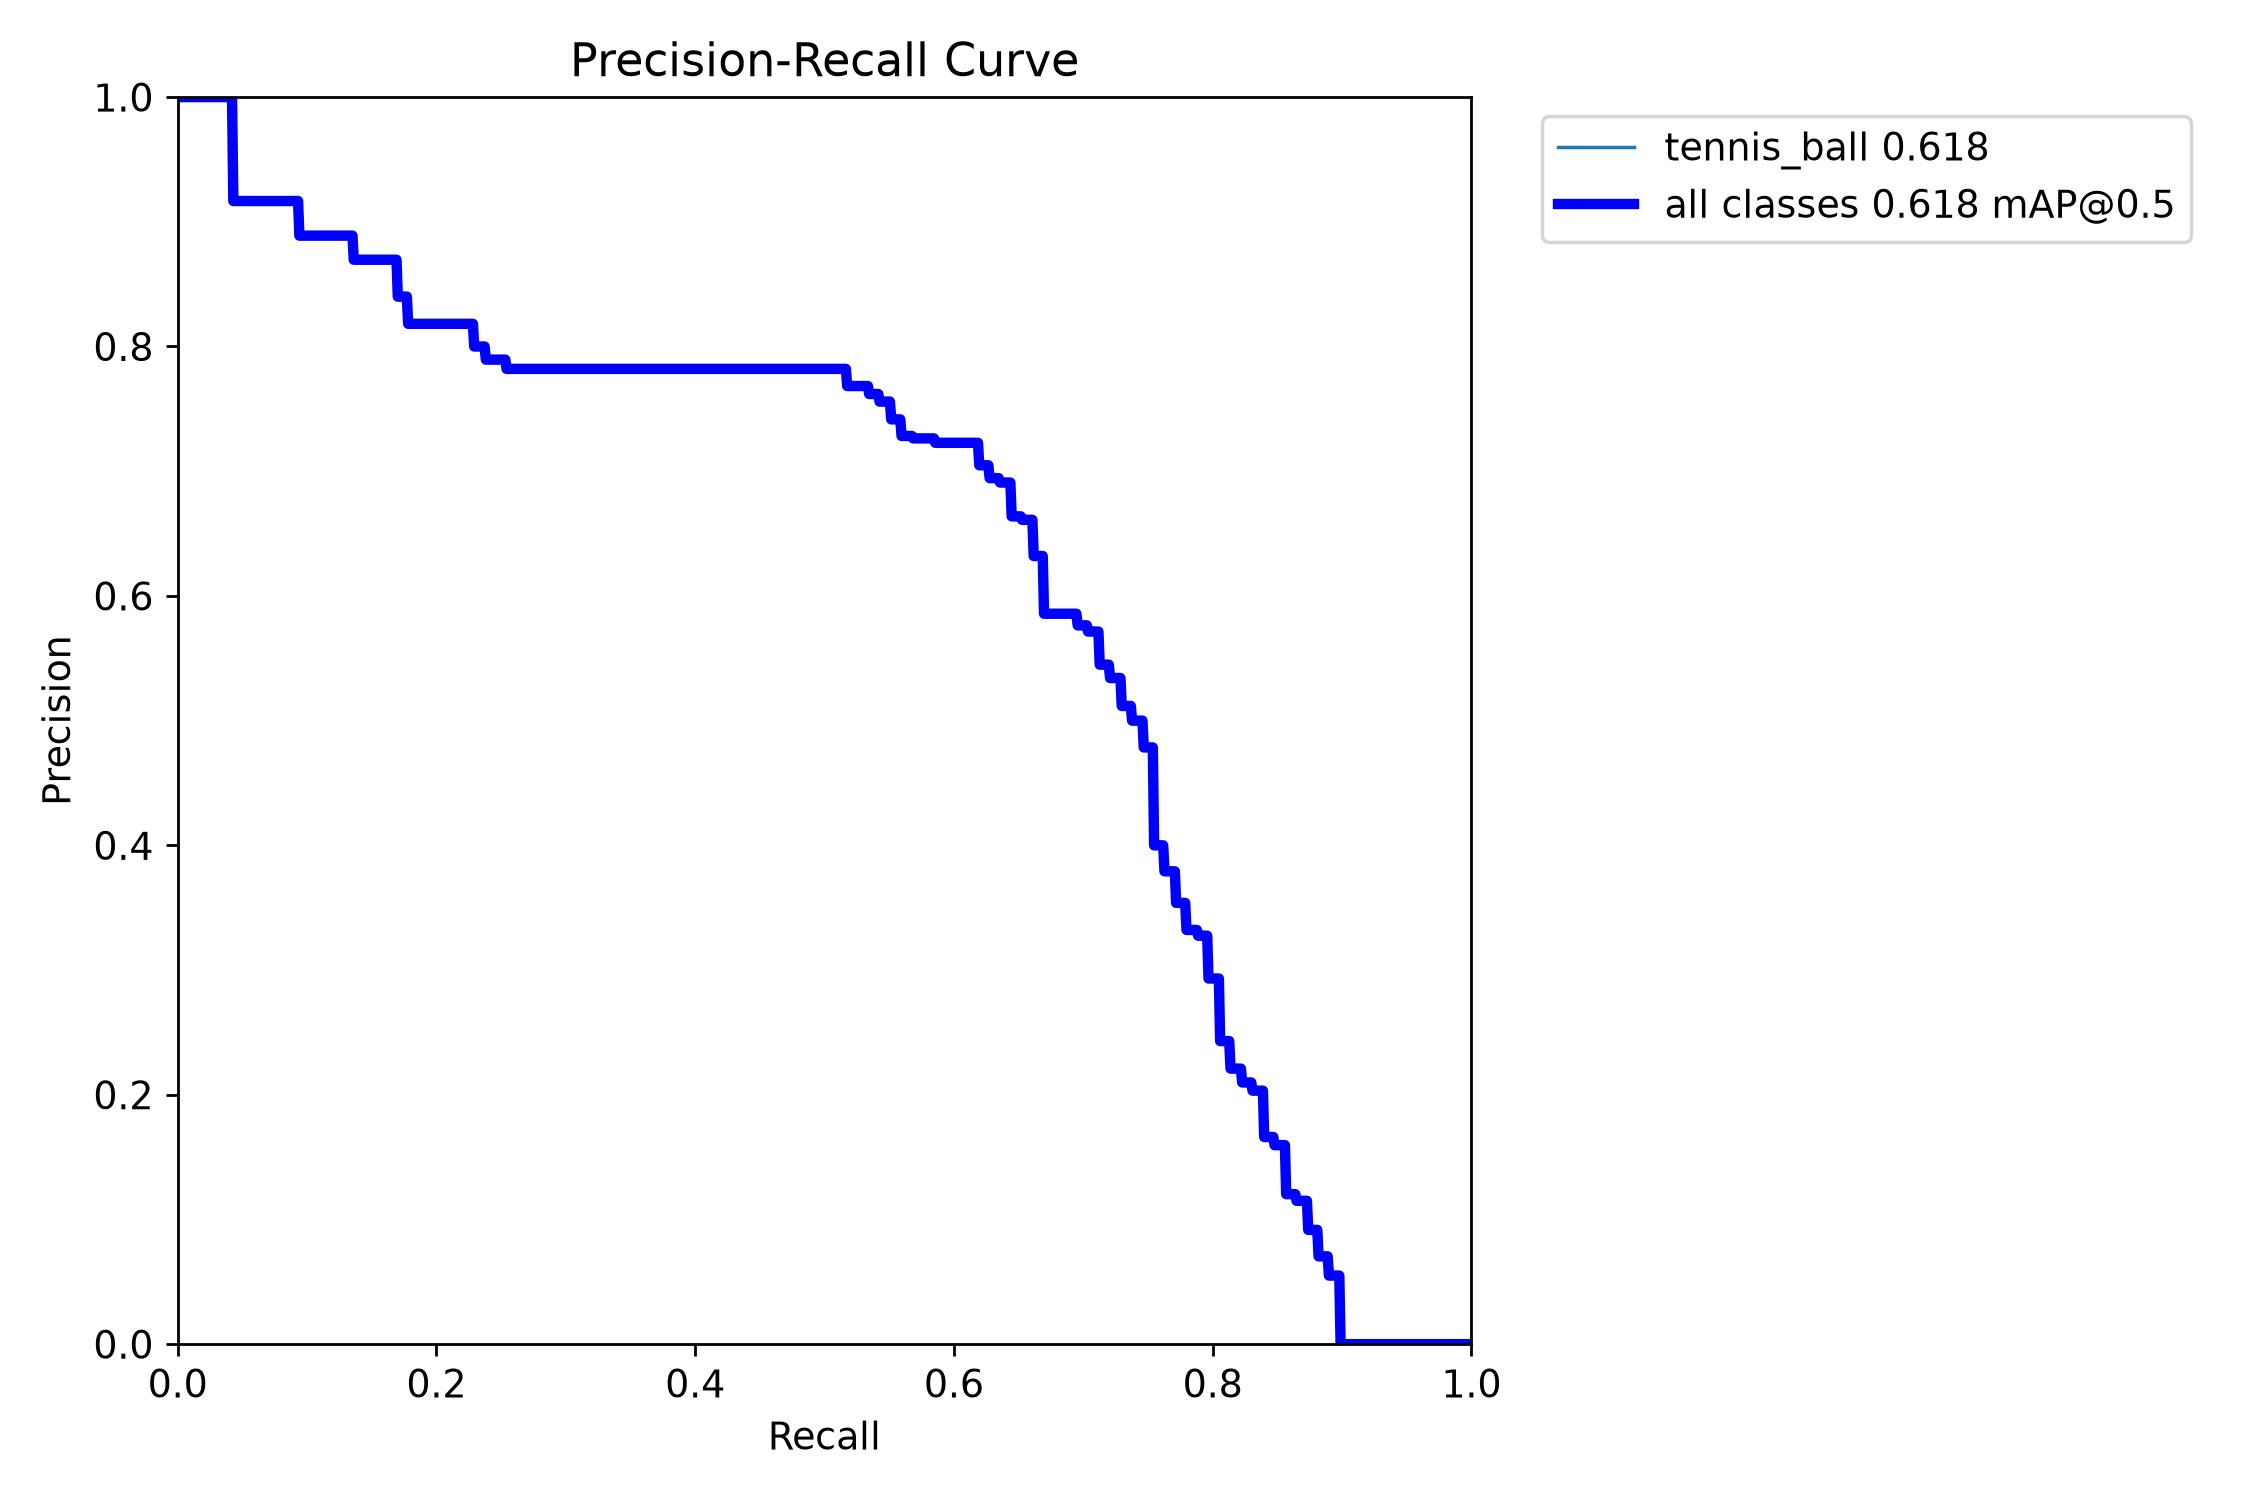 Precision-Recall Curve
1.0
0.8
0.6
0.4
0.2
0.0
Precision
0.0 0.2 0.4 0.6 0.8 1.0
Recall
tennis_ball 0.618
all classes 0.618 mAP@0.5